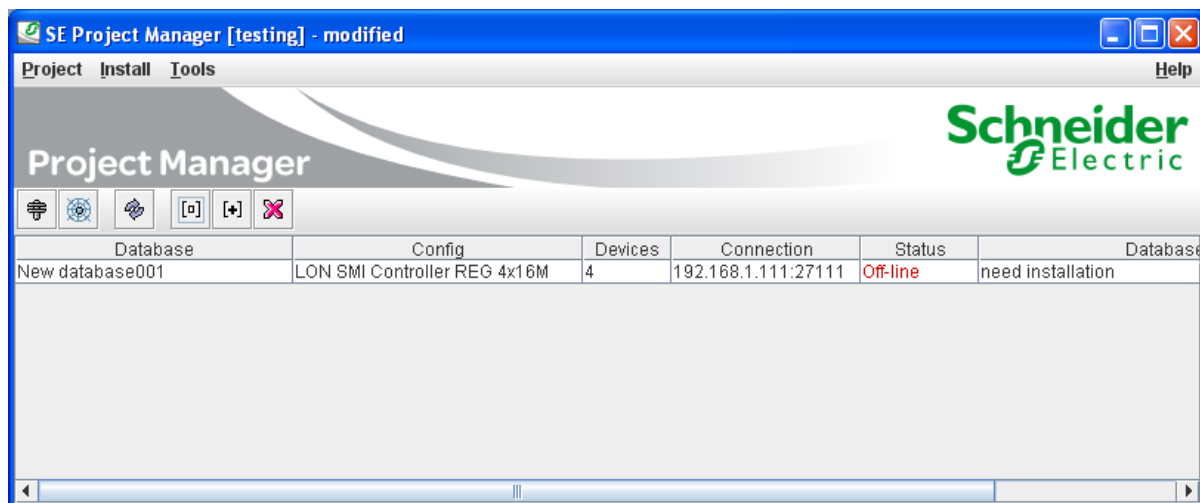 SE Project Manager [testing] - modified
Project Install Tools Help
Schneider
Electric
Project Manager
Database Config Devices Connection Status Database
New database001 LON SMI Controller REG 4x16M 4 192.168.1.111:27111 Off-line need installation